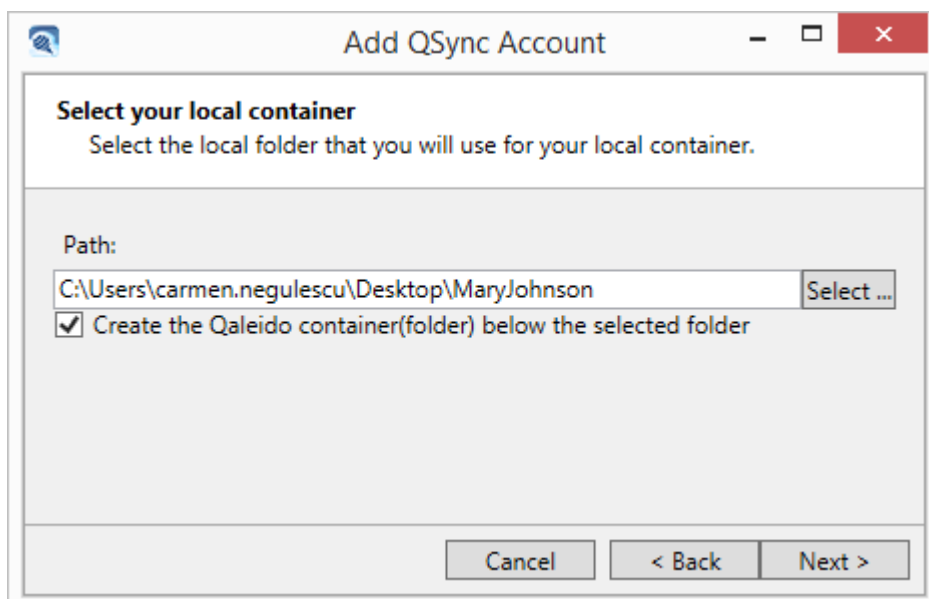 Add QSync Account
Select your local container
Select the local folder that you will use for your local container.
Path:
C:\Users\carmen.negulescu\Desktop\MaryJohnson
Select ...
Create the Qaleido container(folder) below the selected folder
Cancel
< Back
Next >